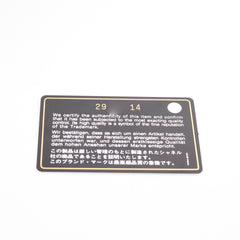 29 14
We certify the authenticity of this item and confirm
that it has been subjected to the most exacting quality
control. Its high quality is a symbol of the fine reputation
of the Trademark.
Wir bestätigen, dass es sich um einen Artikel handelt,
der während seiner Herstellung strengsten Kontrollen
unterworfen war, und dessen erstklassige Qualität
dem hohen Ansehen unserer Marke entspricht.
この製品は厳しい管理のもとに製造されたシャネル
社の商品であることを証明いたします。
このブランド・マークは最高級品質の象徴です。